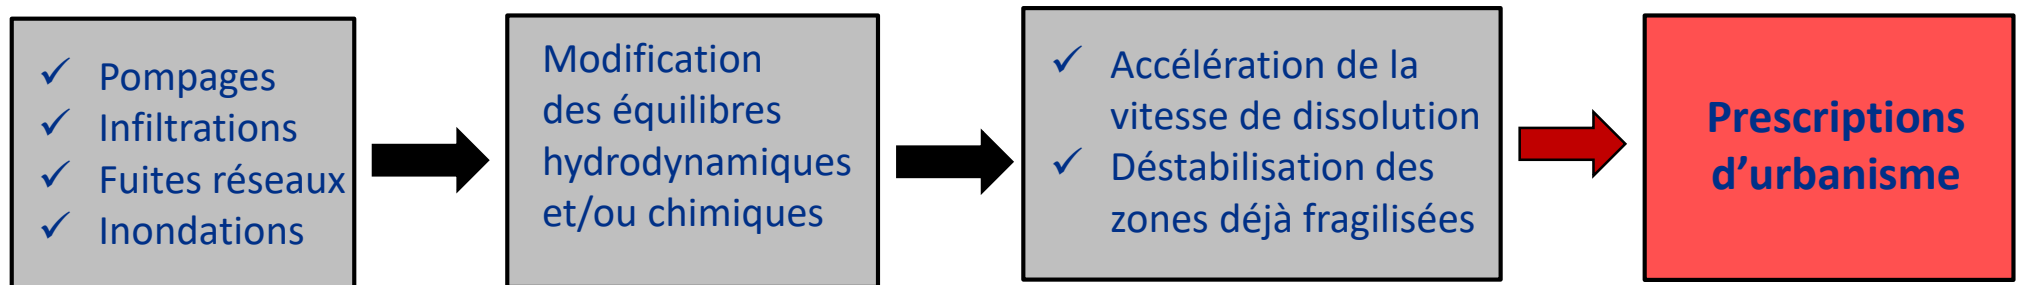 ✓ Pompages
✓ Infiltrations
✓ Fuites réseaux
✓ Inondations
Modification
des équilibres
hydrodynamiques
et/ou chimiques
✓ Accélération de la
vitesse de dissolution
✓ Déstabilisation des
zones déjà fragilisées
Prescriptions
d’urbanisme